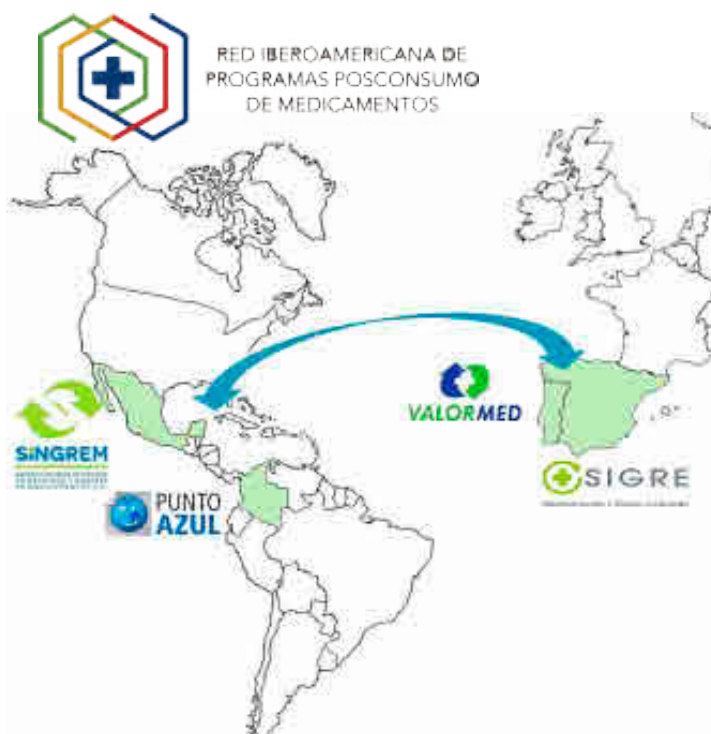 RED IBEROAMERICANA DE
PROGRAMAS POSCONSUMO
DE MEDICAMENTOS
VALORMED
SiNGREM
SIGRE
PUNTO
AZUL